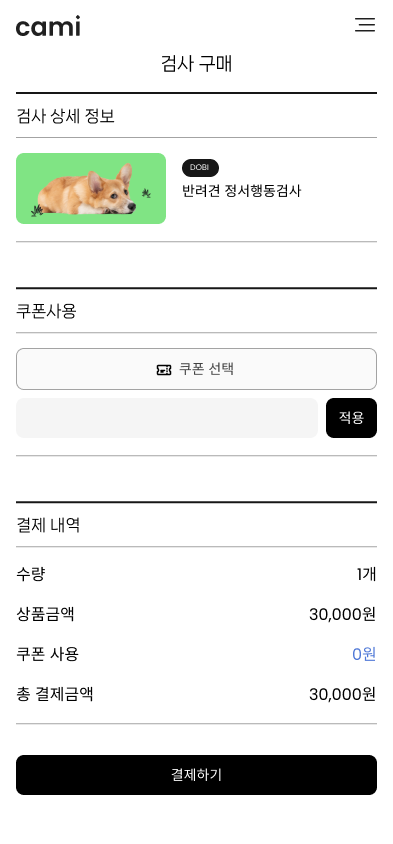 cami
검사 구매
검사 상세 정보
DOBI
반려견 정서행동검사
쿠폰사용
쿠폰 선택
적용
결제 내역
수량 1개
상품금액 30,000원
쿠폰 사용 0원
총 결제금액 30,000원
결제하기